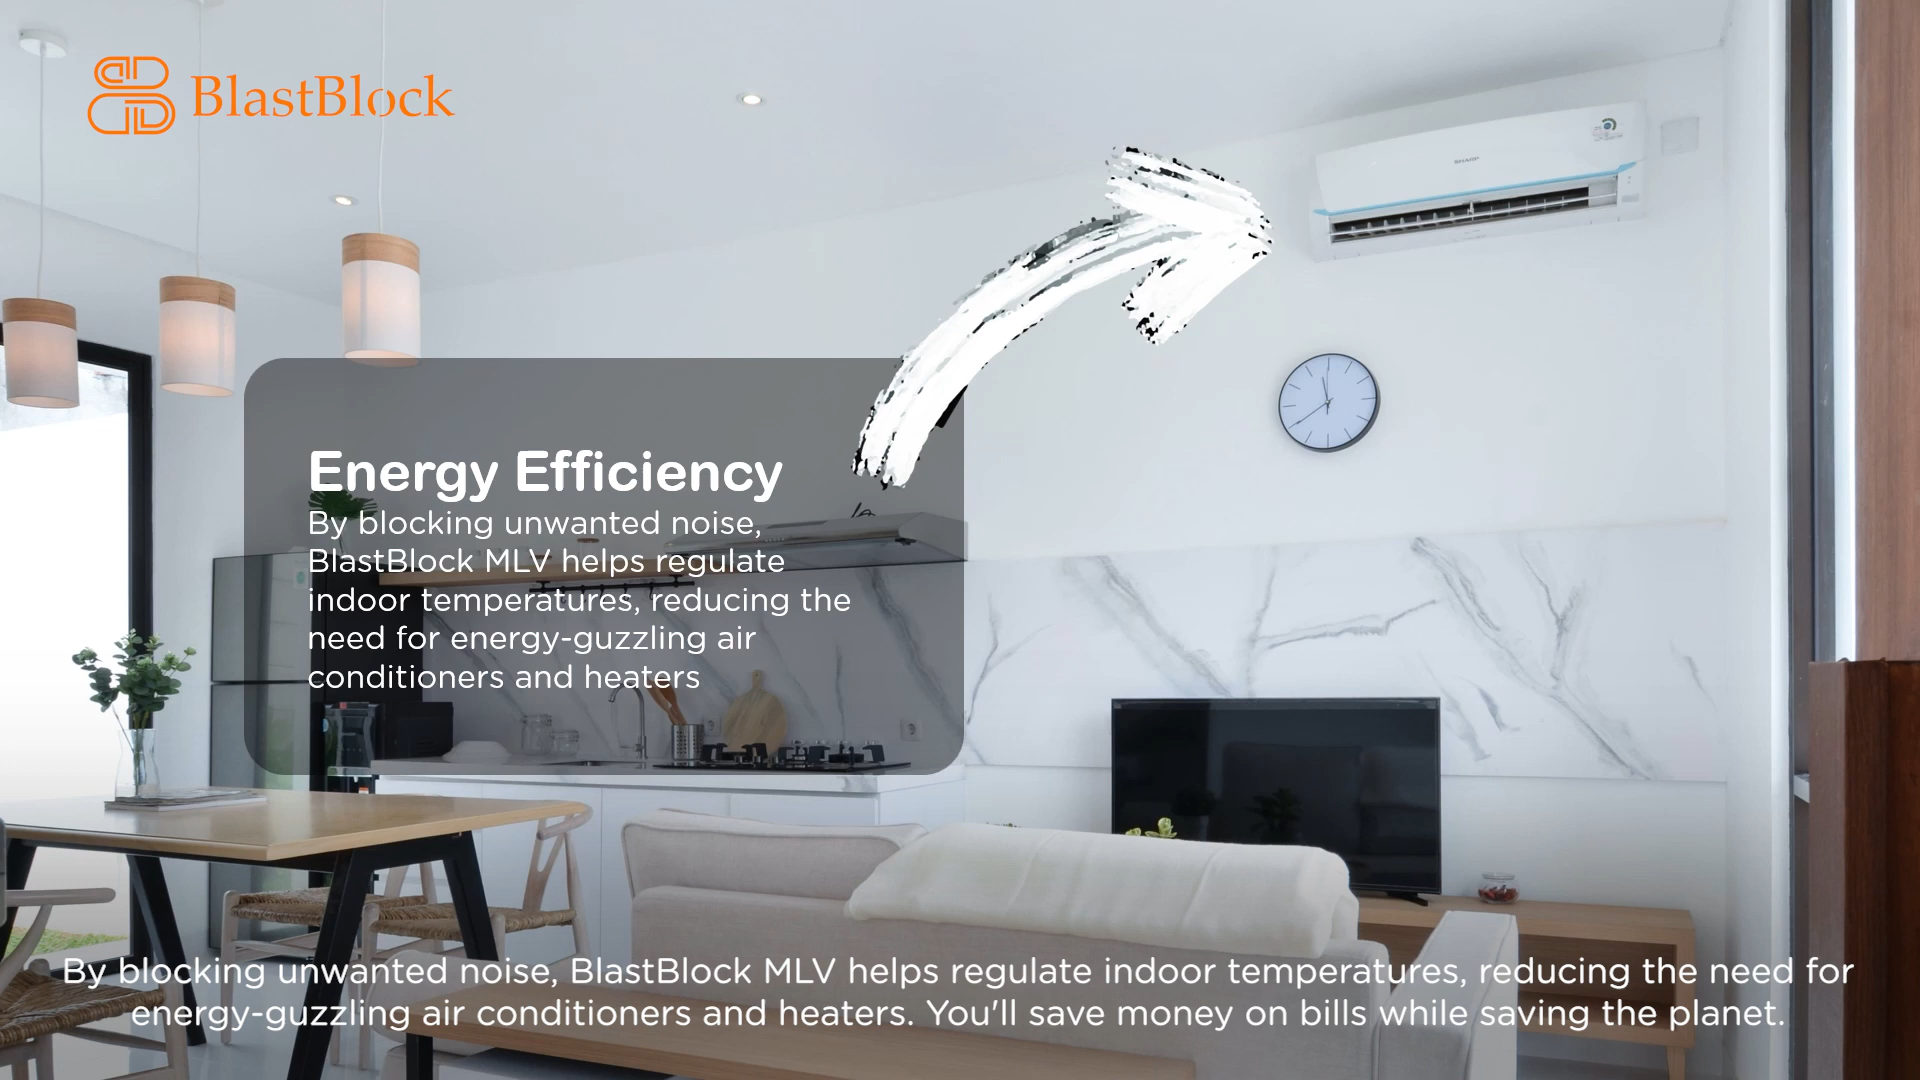 BlastBlock
SHARP
Energy Efficiency
By blocking unwanted noise,
BlastBlock MLV helps regulate
indoor temperatures, reducing the
need for energy-guzzling air
conditioners and heaters
By blocking unwanted noise, BlastBlock MLV helps regulate indoor temperatures, reducing the need for
energy-guzzling air conditioners and heaters. You'll save money on bills while saving the planet.